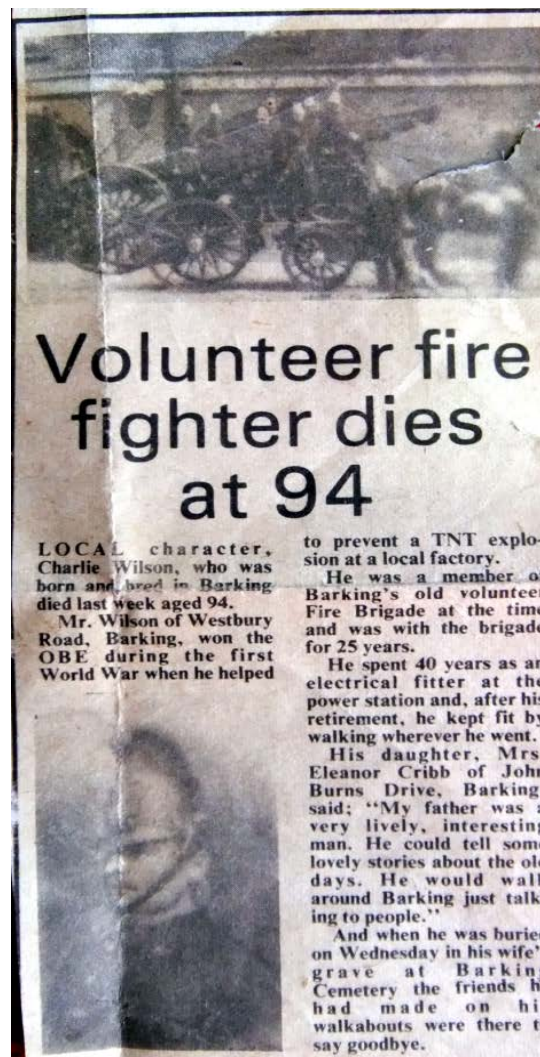 Volunteer fire
fighter dies
at 94
LOCAL character,
Charlie Wilson, who was
born and bred in Barking
died last week aged 94.
Mr. Wilson of Westbury
Road, Barking, won the
OBE during the first
World War when he helped
to prevent a TNT explo-
sion at a local factory.
He was a member o
Barking's old voluntee
Fire Brigade at the time
and was with the brigade
for 25 years.
He spent 40 years as an
electrical fitter at the
power station and, after his
retirement, he kept fit by
walking wherever he went.
His daughter, Mrs
Eleanor Cribb of John
Burns Drive, Barking
said; “My father was a
very lively, interesting
man. He could tell some
lovely stories about the old
days. He would walk
around Barking just talk-
ing to people.”
And when he was buried
on Wednesday in his wife'
grave at Barking
Cemetery the friends h
had made on hi
walkabouts were there t
say goodbye.